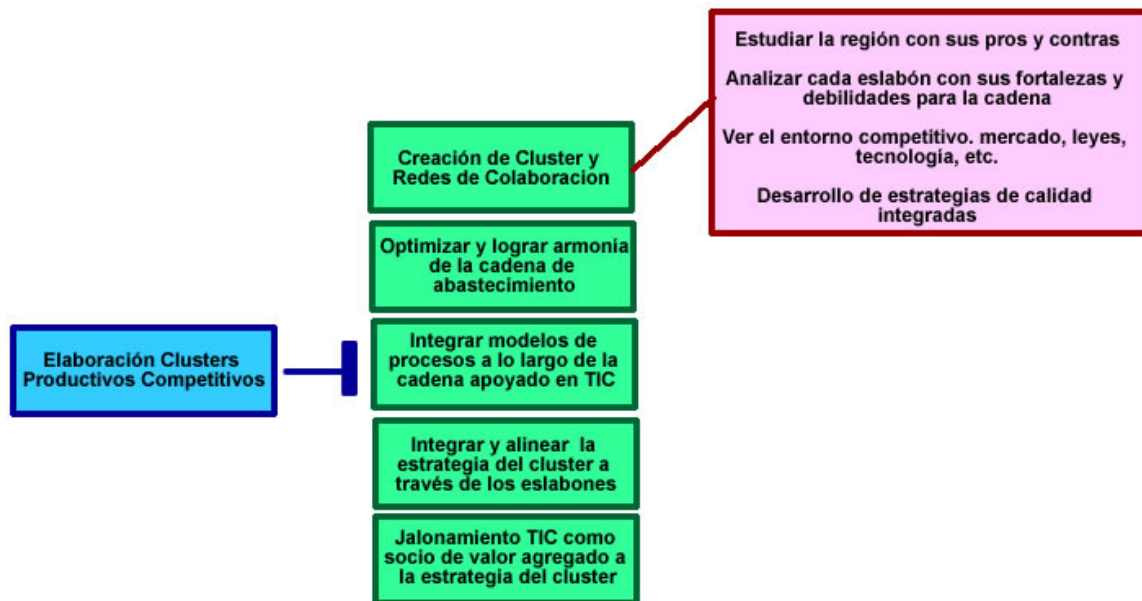 Elaboración Clusters
Productivos Competitivos
Creación de Cluster y
Redes de Colaboración
Optimizar y lograr armonía
de la cadena de
abastecimiento
Integrar modelos de
procesos a lo largo de la
cadena apoyado en TIC
Integrar y alinear la
estrategia del cluster a
través de los eslabones
Jalonamiento TIC como
socio de valor agregado a
la estrategia del cluster
Estudiar la región con sus pros y contras
Analizar cada eslabón con sus fortalezas y
debilidades para la cadena
Ver el entorno competitivo. mercado, leyes,
tecnología, etc.
Desarrollo de estrategias de calidad
integradas